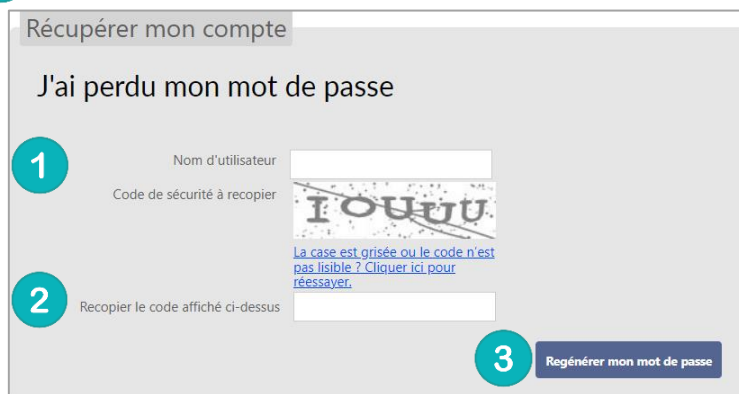 Récupérer mon compte
J'ai perdu mon mot de passe
1
Nom d'utilisateur
Code de sécurité à recopier
IOUUU
La case est grisée ou le code n'est
pas lisible ? Cliquer ici pour
réessayer.
2
Recopier le code affiché ci-dessus
3
Regénérer mon mot de passe